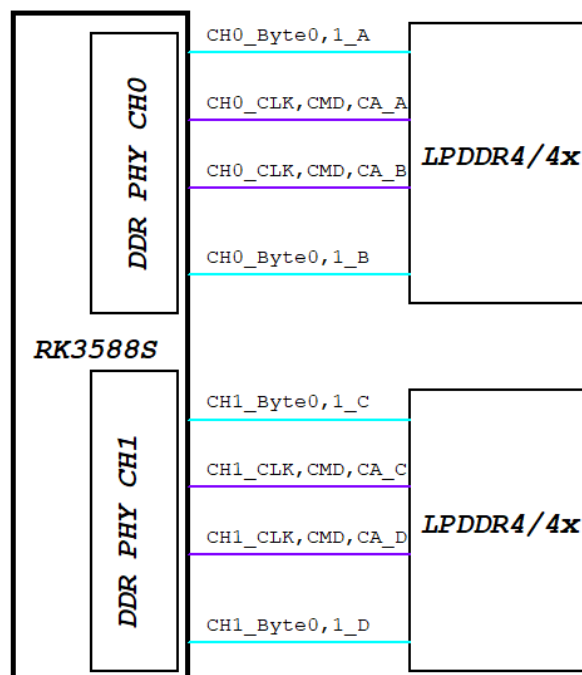 CH0_Byte0,1_A
CH0_CLK,CMD,CA_A
CH0_CLK,CMD,CA_B
CH0_Byte0,1_B
DDR PHY CH0
LPDDR4/4x
RK3588S
CH1_Byte0,1_C
CH1_CLK,CMD,CA_C
CH1_CLK,CMD,CA_D
CH1_Byte0,1_D
DDR PHY CH1
LPDDR4/4x